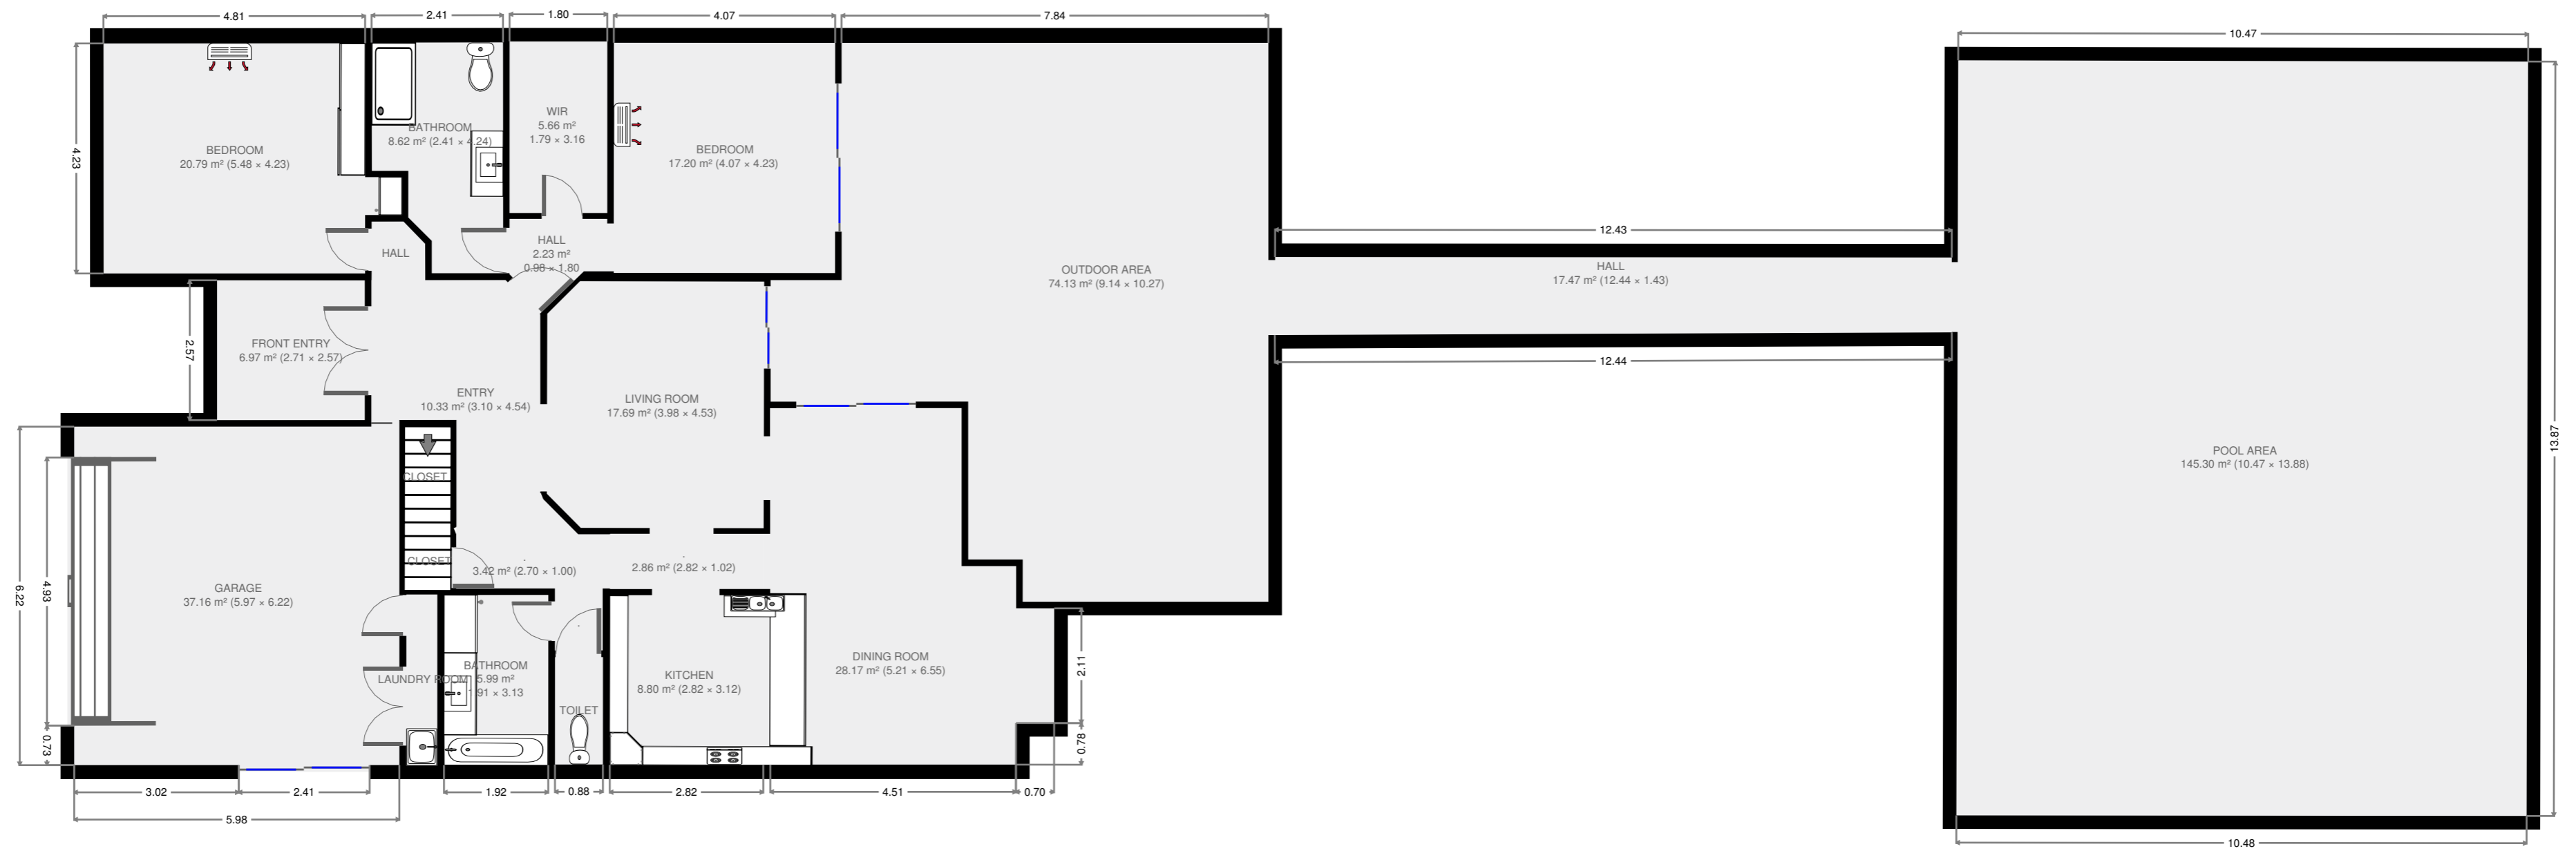 4.81
2.41
1.80
4.07
7.84
10.47
4.23
BEDROOM
20.79 m² (5.48 × 4.23)
BATHROOM
8.62 m² (2.41 × 4.24)
WIR
5.66 m²
1.79 × 3.16
BEDROOM
17.20 m² (4.07 × 4.23)
HALL
HALL
2.23 m²
0.98 × 1.80
OUTDOOR AREA
74.13 m² (9.14 × 10.27)
12.43
HALL
17.47 m² (12.44 × 1.43)
12.44
2.57
FRONT ENTRY
6.97 m² (2.71 × 2.57)
ENTRY
10.33 m² (3.10 × 4.54)
LIVING ROOM
17.69 m² (3.98 × 4.53)
POOL AREA
145.30 m² (10.47 × 13.88)
13.87
CLOSET
CLOSET
3.42 m² (2.70 × 1.00)
2.86 m² (2.82 × 1.02)
6.22
4.93
0.73
GARAGE
37.16 m² (5.97 × 6.22)
LAUNDRY ROOM
BATHROOM
5.99 m²
91 × 3.13
TOILET
KITCHEN
8.80 m² (2.82 × 3.12)
DINING ROOM
28.17 m² (5.21 × 6.55)
2.11
0.78
3.02
2.41
1.92
0.88
2.82
4.51
0.70
5.98
10.48